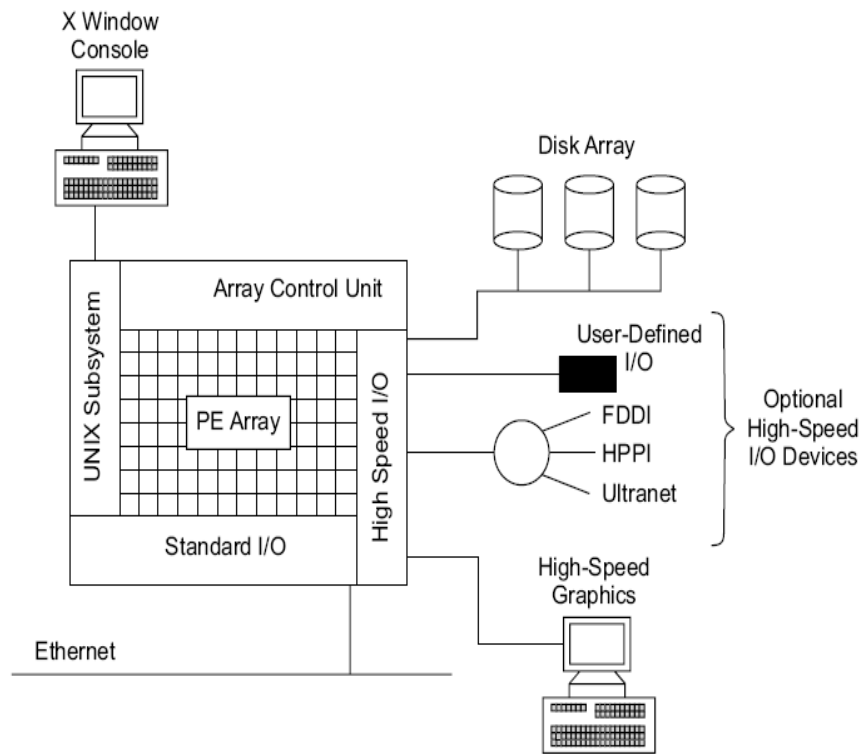 X Window
Console
Disk Array
Array Control Unit
UNIX Subsystem
PE Array
High Speed I/O
Standard I/O
User-Defined
I/O
FDDI
HPPI
Ultranet
Optional
High-Speed
I/O Devices
High-Speed
Graphics
Ethernet